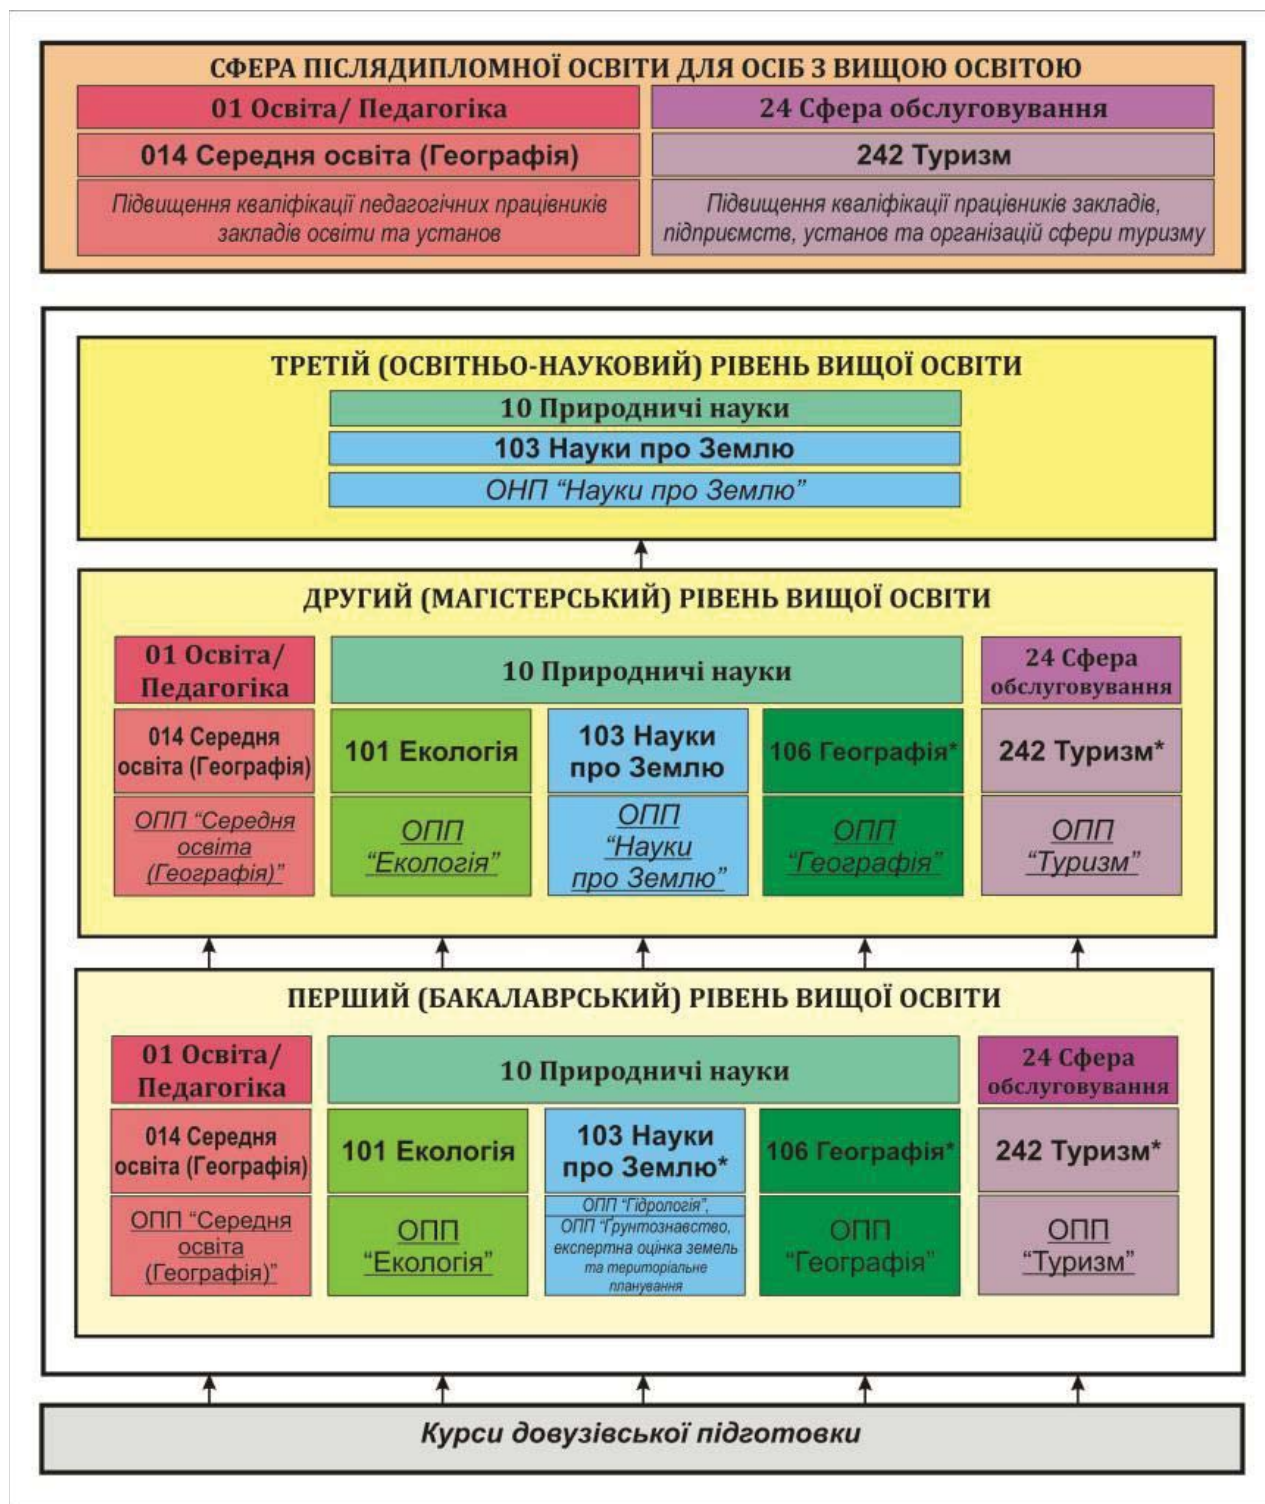 СФЕРА ПІСЛЯДИПЛОМНОЇ ОСВІТИ ДЛЯ ОСІБ З ВИЩОЮ ОСВІТОЮ
01 Освіта/ Педагогіка
014 Середня освіта (Географія)
Підвищення кваліфікації педагогічних працівників
закладів освіти та установ
24 Сфера обслуговування
242 Туризм
Підвищення кваліфікації працівників закладів,
підприємств, установ та організацій сфери туризму
ТРЕТІЙ (ОСВІТНЬО-НАУКОВИЙ) РІВЕНЬ ВИЩОЇ ОСВІТИ
10 Природничі науки
103 Науки про Землю
ОНП “Науки про Землю”
ДРУГИЙ (МАГІСТЕРСЬКИЙ) РІВЕНЬ ВИЩОЇ ОСВІТИ
01 Освіта/
Педагогіка
10 Природничі науки
24 Сфера
обслуговування
014 Середня
освіта (Географія)
101 Екологія
103 Науки
про Землю
106 Географія*
242 Туризм*
ОПП “Середня
освіта
(Географія)”
ОПП
“Екологія”
ОПП
“Науки
про Землю”
ОПП
“Географія”
ОПП
“Туризм”
ПЕРШИЙ (БАКАЛАВРСЬКИЙ) РІВЕНЬ ВИЩОЇ ОСВІТИ
01 Освіта/
Педагогіка
10 Природничі науки
24 Сфера
обслуговування
014 Середня
освіта (Географія)
101 Екологія
103 Науки
про Землю*
106 Географія*
242 Туризм*
ОПП “Середня
освіта
(Географія)”
ОПП
“Екологія”
ОПП “Гідрологія”,
ОПП “Ґрунтознавство,
експертна оцінка земель
та територіальне
планування
ОПП
“Географія”
ОПП
“Туризм”
Курси довузівської підготовки